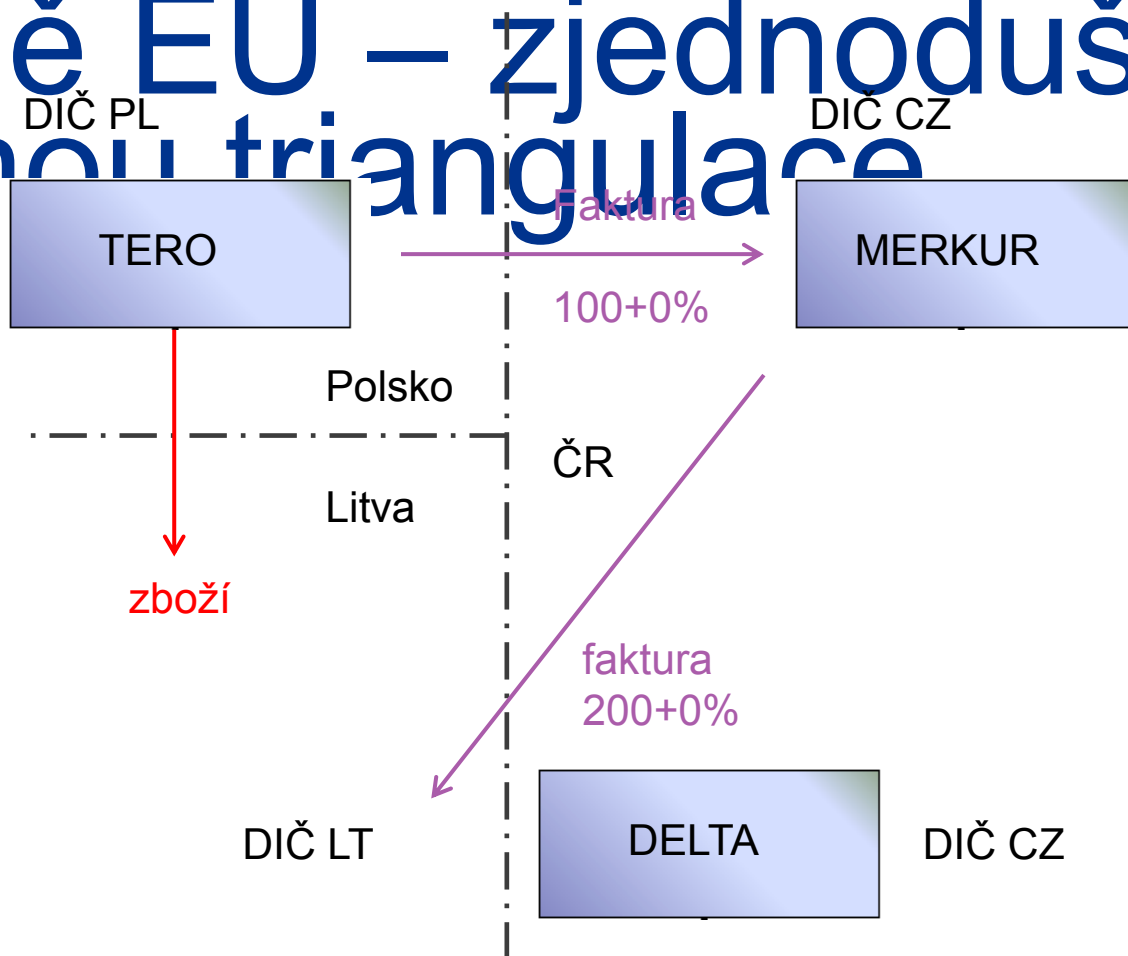 ě EU – zjednoduš
nou triangulace
DIČ PL
DIČ CZ
TERO
Faktura
MERKUR
100+0%
Polsko
ČR
Litva
zboží
faktura
200+0%
DIČ LT
DELTA
DIČ CZ